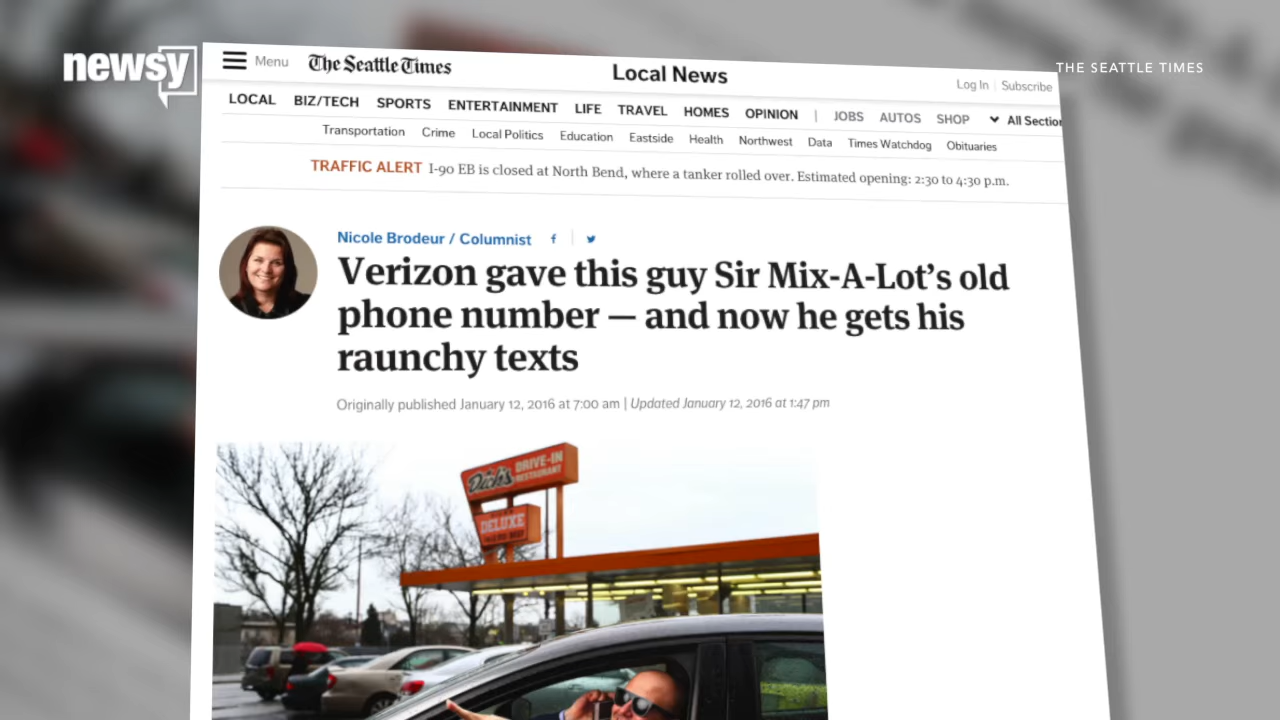 newsy
THE SEATTLE TIMES
Menu
The Seattle Times
Local News
Log In | Subscribe
LOCAL BIZ/TECH SPORTS ENTERTAINMENT LIFE TRAVEL HOMES OPINION | JOBS AUTOS SHOP All Section
Transportation Crime Local Politics Education Eastside Health Northwest Data Times Watchdog Obituaries
TRAFFIC ALERT I-90 EB is closed at North Bend, where a tanker rolled over. Estimated opening: 2:30 to 4:30 p.m.
Nicole Brodeur / Columnist
Verizon gave this guy Sir Mix-A-Lot’s old
phone number — and now he gets his
raunchy texts
Originally published January 12, 2016 at 7:00 am | Updated January 12, 2016 at 1:47 pm
Dick's DRIVE-IN
RESTAURANT
DELUXE